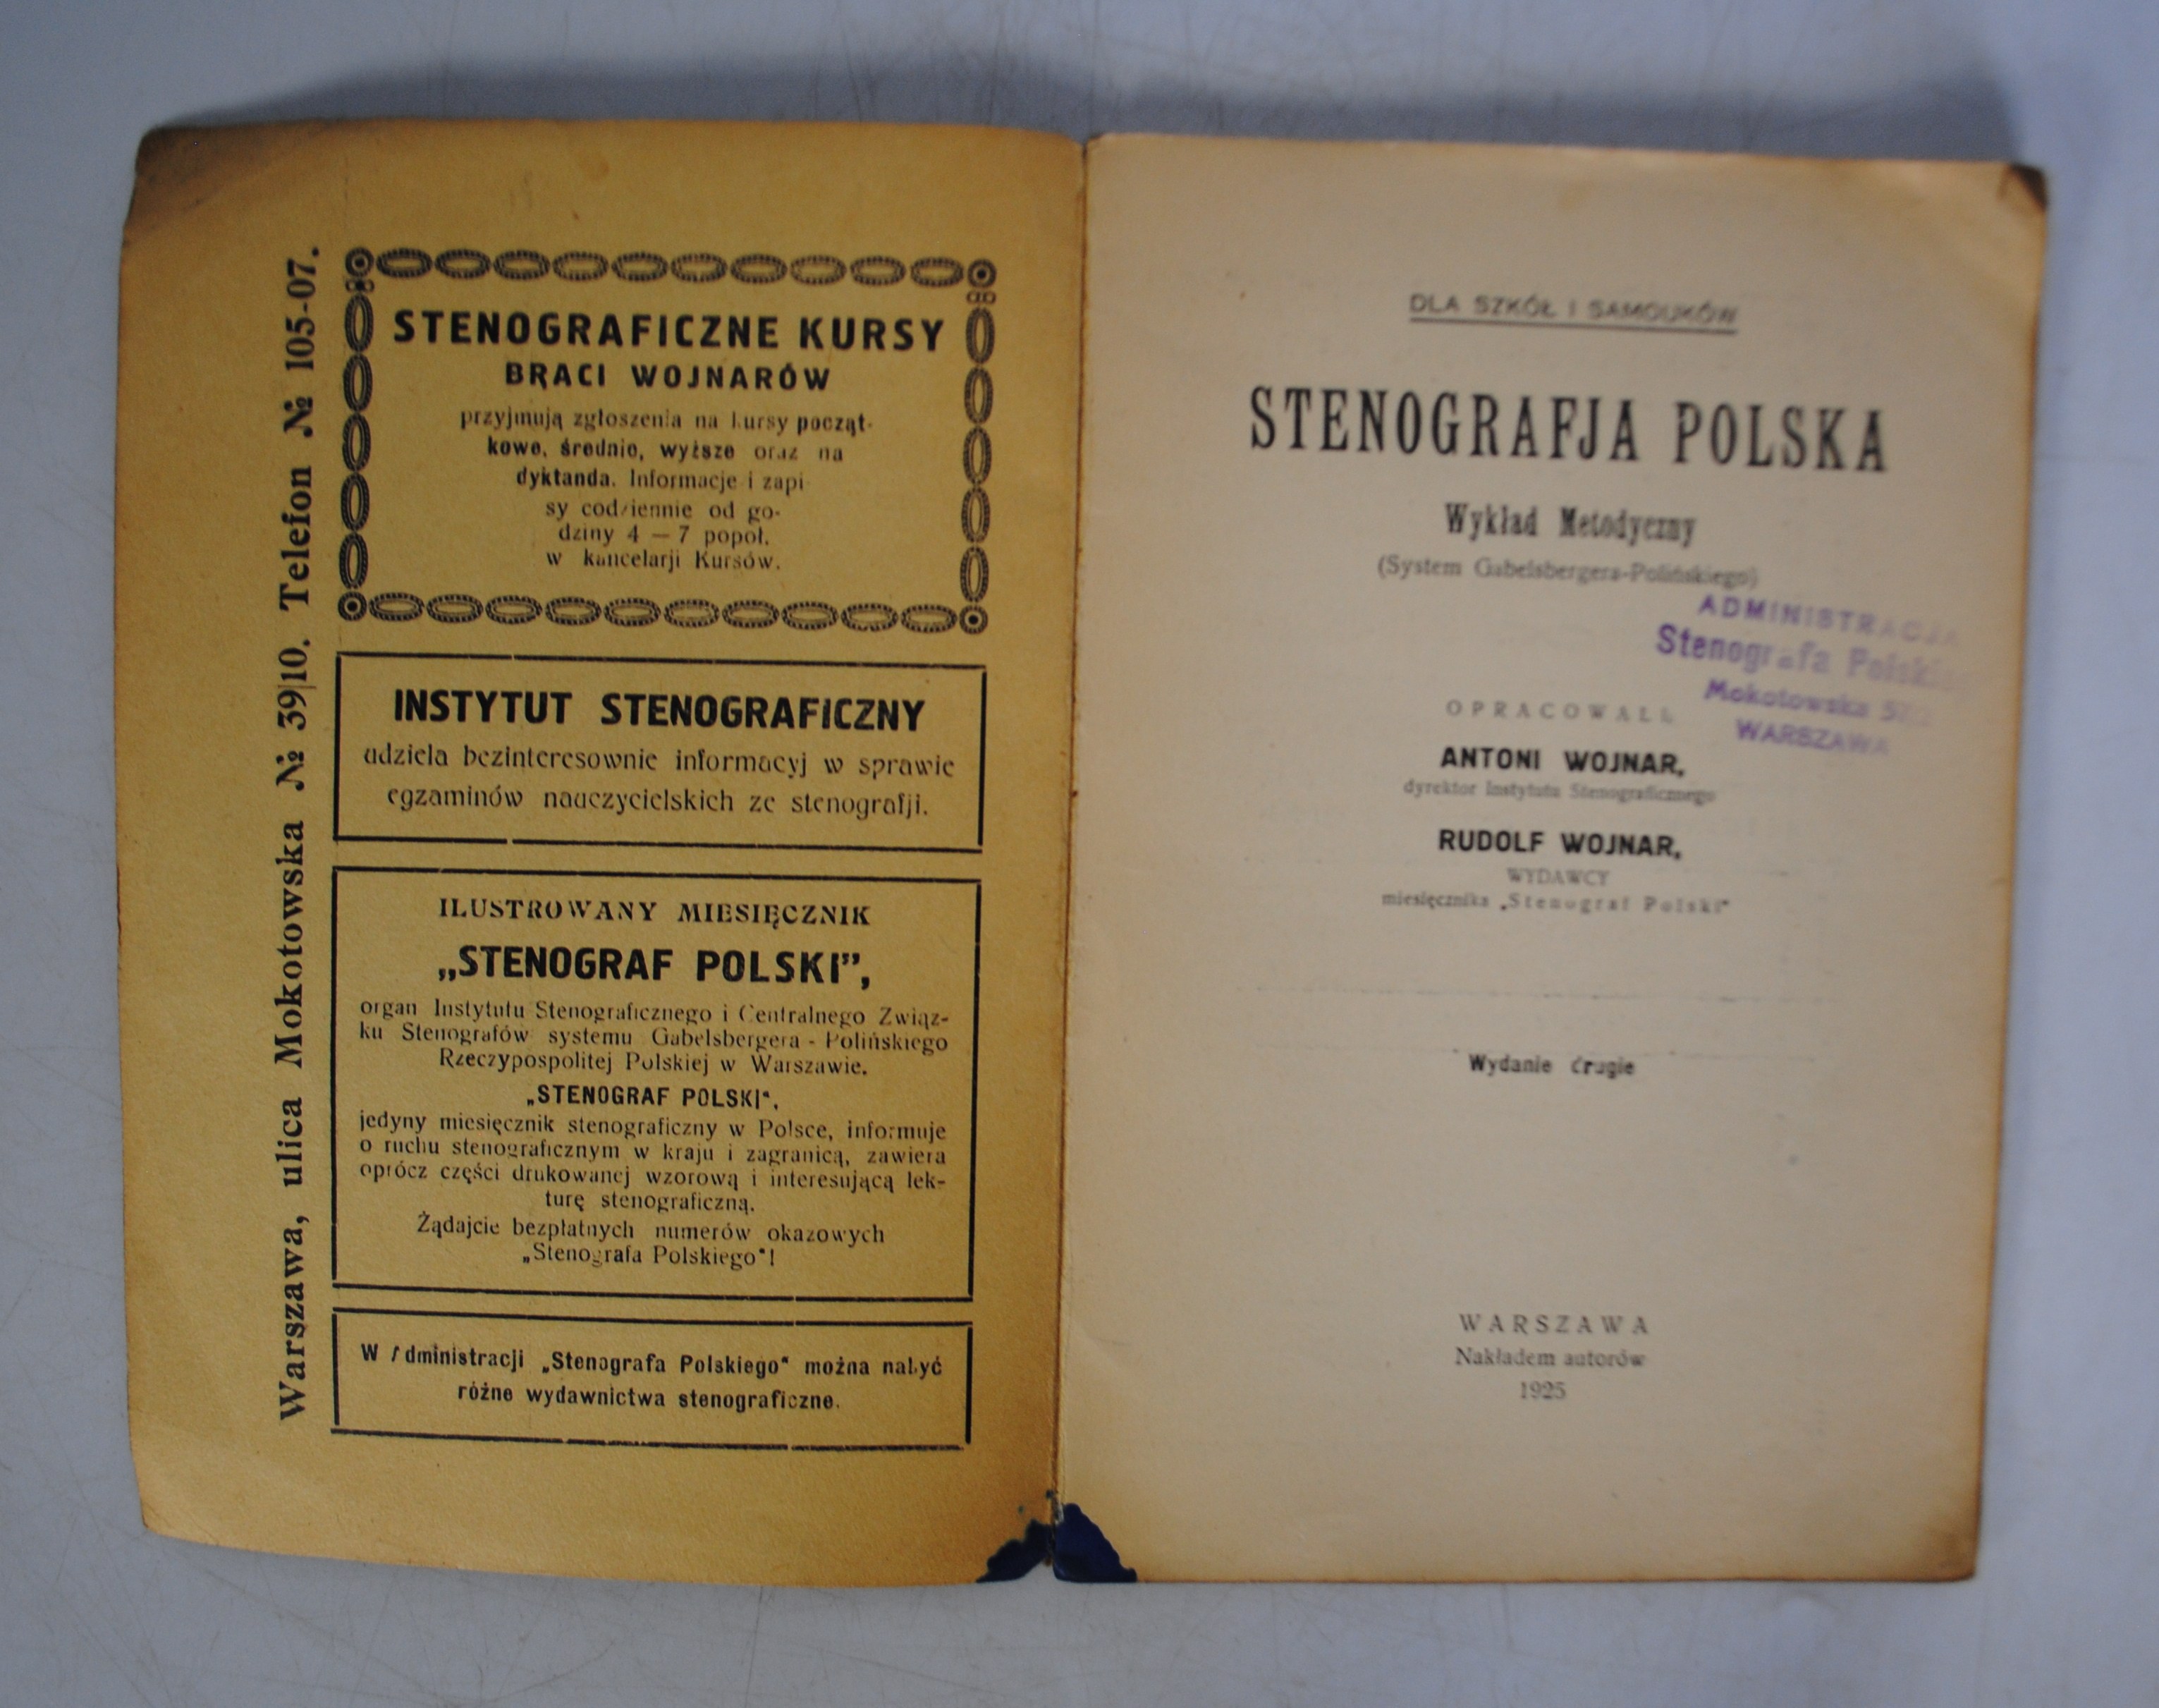 Warszawa, ulica Mokotowska № 39|10. Telefon № 105-07.
STENOGRAFICZNE KURSY
BRACI WOJNARÓW
przyjmują zgłoszenia na kursy począt-
kowe, średnie, wyższe oraz na
dyktanda. Informacje i zapi
sy codziennie od go-
dziny 4 — 7 popoł.
w kancelarji Kursów.
INSTYTUT STENOGRAFICZNY
udziela bezinteresownie informacyj w sprawie
egzaminów nauczycielskich ze stenografji.
ILUSTROWANY MIESIĘCZNIK
„STENOGRAF POLSKI”,
organ Instytutu Stenograficznego i Centralnego Związ-
ku Stenografów systemu Gabelsbergera - Polińskiego
Rzeczypospolitej Polskiej w Warszawie.
„STENOGRAF POLSKI“,
jedyny miesięcznik stenograficzny w Polsce, informuje
o ruchu stenograficznym w kraju i zagranicą, zawiera
oprócz części drukowanej wzorową i interesującą lek-
turę stenograficzną.
Żądajcie bezpłatnych numerów okazowych
„Stenografa Polskiego“!
W Administracji „Stenografa Polskiego“ można nabyć
różne wydawnictwa stenograficzne.
DLA SZKÓŁ I SAMOUKÓW
STENOGRAFJA POLSKA
Wykład Metodyczny
(System Gabelsbergera-Polińskiego)
ADMINISTRACJA
Stenografa
Mokotowska
WARSZAWA
OPRACOWALI
ANTONI WOJNAR,
dyrektor Instytutu Stenograficznego
RUDOLF WOJNAR,
WYDAWCY
miesięcznika „Stenograf Polski“
Wydanie drugie
WARSZAWA
Nakładem autorów
1925